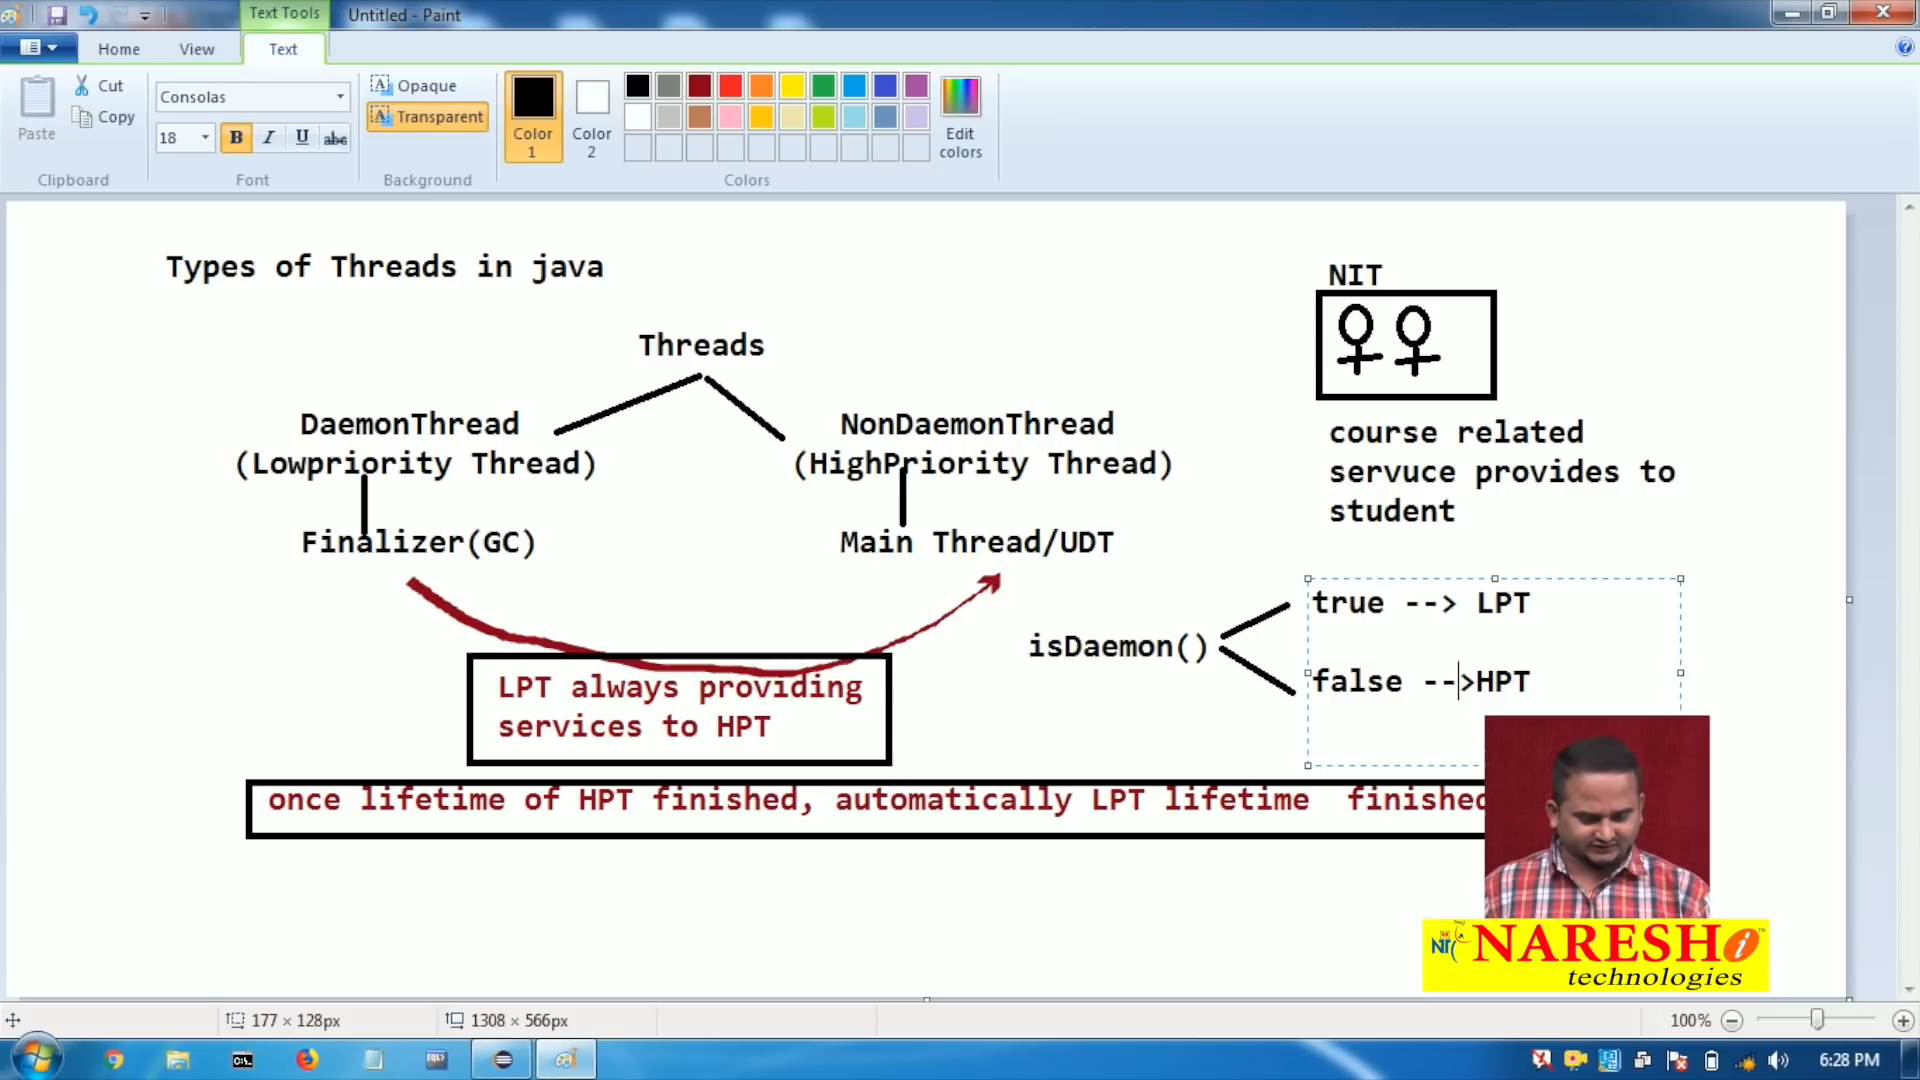 Text Tools
Untitled - Paint
Home
View
Text
Paste
Cut
Copy
Clipboard
Consolas
18
B
I
U
abc
Font
A Opaque
A Transparent
Background
Color
1
Color
2
Edit
colors
Colors
Types of Threads in java
NIT
Threads
DaemonThread
(Lowpriority Thread)
NonDaemonThread
(HighPriority Thread)
course related
servuce provides to
student
Finalizer(GC)
Main Thread/UDT
true --> LPT
isDaemon()
false -->HPT
LPT always providing
services to HPT
once lifetime of HPT finished, automatically LPT lifetime finished
NARESH i
technologies
177 × 128px
1308 × 566px
100%
6:28 PM